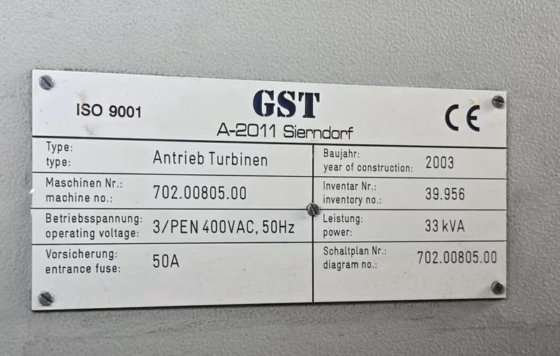 ISO 9001
GST
A-2011 Sierndorf
CE
Type:
type:
Antrieb Turbinen
Baujahr:
year of construction:
2003
Maschinen Nr.:
machine no.:
702.00805.00
Inventar Nr.:
inventory no.:
39.956
Betriebsspannung:
operating voltage:
3/PEN 400VAC, 50Hz
Leistung:
power:
33 kVA
Vorsicherung:
entrance fuse:
50A
Schaltplan Nr.:
diagram no.:
702.00805.00